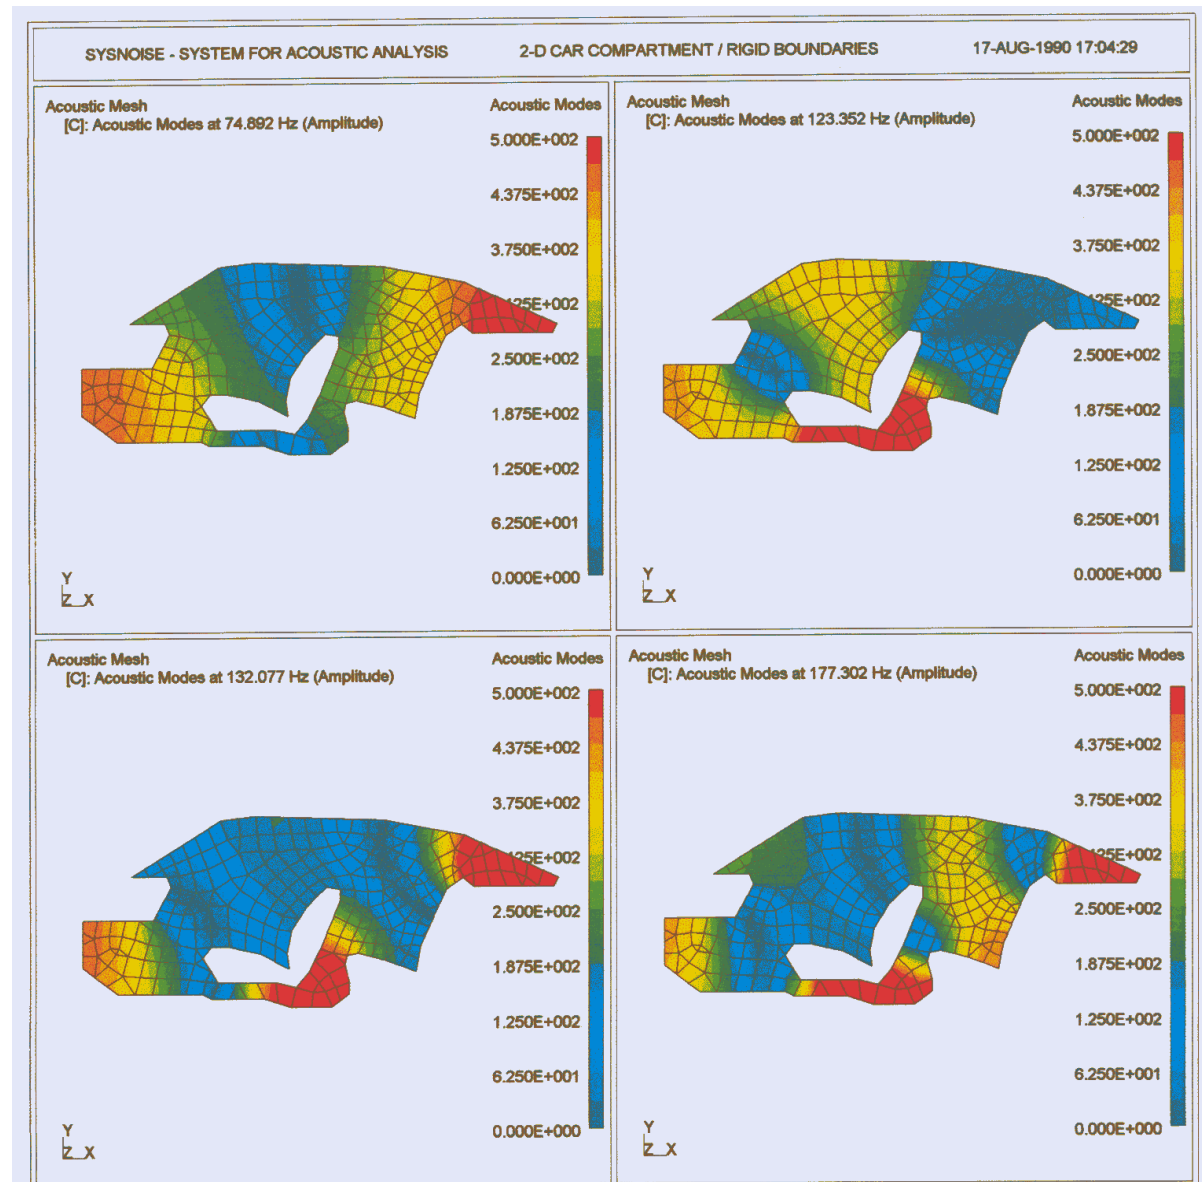 SYSNOISE - SYSTEM FOR ACOUSTIC ANALYSIS 2-D CAR COMPARTMENT / RIGID BOUNDARIES 17-AUG-1990 17:04:29
Acoustic Mesh
[C]: Acoustic Modes at 74.892 Hz (Amplitude)
Acoustic Modes
5.000E+002
4.375E+002
3.750E+002
25E+002
2.500E+002
1.875E+002
1.250E+002
6.250E+001
0.000E+000
Y
Z X
Acoustic Mesh
[C]: Acoustic Modes at 123.352 Hz (Amplitude)
Acoustic Modes
5.000E+002
4.375E+002
3.750E+002
125E+002
2.500E+002
1.875E+002
1.250E+002
6.250E+001
0.000E+000
Y
Z X
Acoustic Mesh
[C]: Acoustic Modes at 132.077 Hz (Amplitude)
Acoustic Modes
5.000E+002
4.375E+002
3.750E+002
25E+002
2.500E+002
1.875E+002
1.250E+002
6.250E+001
0.000E+000
Y
Z X
Acoustic Mesh
[C]: Acoustic Modes at 177.302 Hz (Amplitude)
Acoustic Modes
5.000E+002
4.375E+002
3.750E+002
125E+002
2.500E+002
1.875E+002
1.250E+002
6.250E+001
0.000E+000
Y
Z X